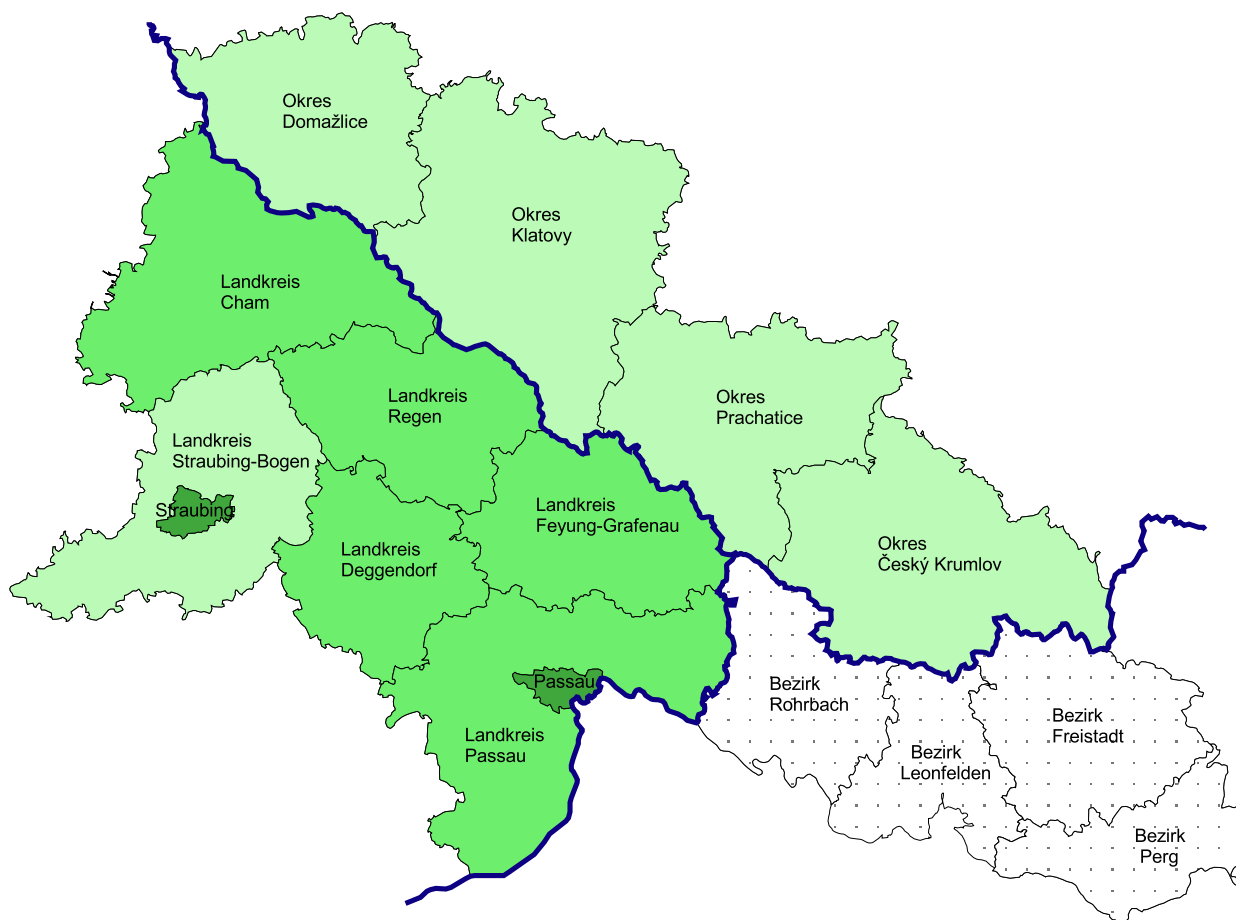 Okres
Domažlice
Okres
Klatovy
Landkreis
Cham
Landkreis
Regen
Okres
Prachatice
Landkreis
Straubing-Bogen
Straubing
Landkreis
Feyung-Grafenau
Landkreis
Deggendorf
Okres
Český Krumlov
Passau
Bezirk
Rohrbach
Landkreis
Passau
Bezirk
Freistadt
Bezirk
Leonfelden
Bezirk
Perg